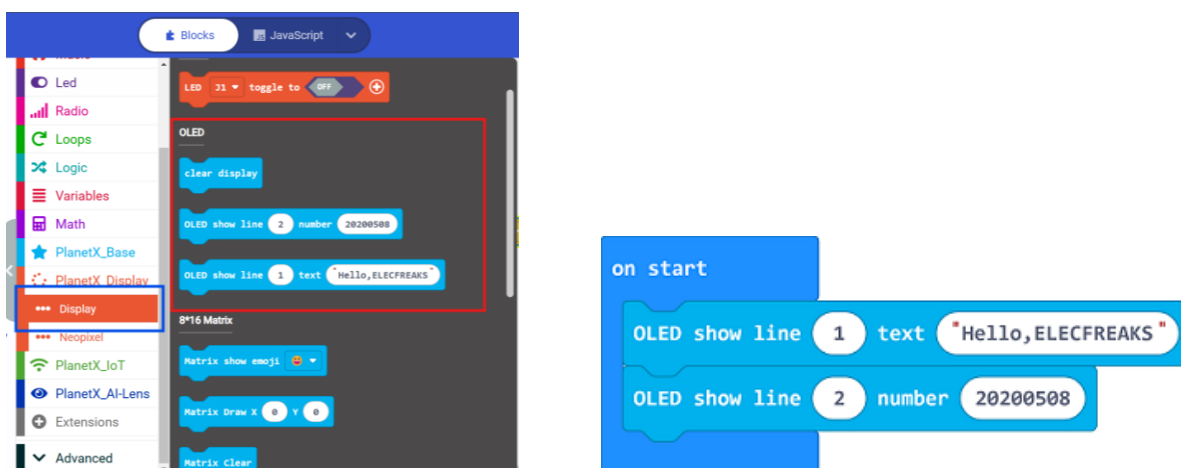 Blocks JavaScript
Led
Radio
Loops
Logic
Variables
Math
PlanetX_Base
PlanetX_Display
Display
Neopixel
PlanetX_IoT
PlanetX_AI-Lens
Extensions
Advanced
LED J1 toggle to OFF
OLED
clear display
OLED show line 2 number 20200508
OLED show line 1 text "Hello,ELECFREAKS"
8*16 Matrix
Matrix show emoji
Matrix Draw X 0 Y 0
Matrix Clear
on start
OLED show line 1 text "Hello,ELECFREAKS"
OLED show line 2 number 20200508